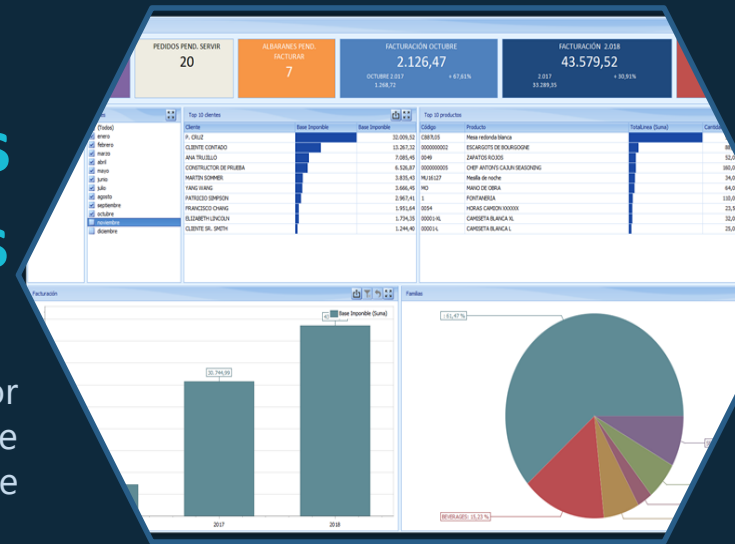 PEDIDOS PEND. SERVIR
20
ALBARANES PEND.
FACTURAR
7
FACTURACIÓN OCTUBRE
2.126,47
OCTUBRE 2.017 + 67,61%
1.268,72
FACTURACIÓN 2.018
43.579,52
2.017 + 30,91%
33.289,35
(Todos)
enero
febrero
marzo
abril
mayo
junio
julio
agosto
septiembre
octubre
noviembre
diciembre
Top 10 clientes
Cliente Base Imponible Base Imponible
P. CRUZ 32.009,52
CLIENTE CONTADO 13.267,32
ANA TRUJILLO 7.085,45
CONSTRUCTOR DE PRUEBA 6.526,87
MARTIN SOMMER 3.835,43
YANG WANG 3.666,45
PATRICIO SIMPSON 2.967,41
FRANCISCO CHANG 1.951,64
ELIZABETH LINCOLN 1.734,35
CLIENTE SR. SMITH 1.244,40
Top 10 productos
Código Producto TotalLinea (Suma)
CBB7L05 Mesa redonda blanca
0000000002 ESCARGOTS DE BOURGOGNE
0049 ZAPATOS ROJOS
0000000005 CHEF ANTON'S CAJUN SEASONING
MLI16127 Mesilla de noche
MO MANO DE OBRA
1 FONTANERIA
0054 HORAS CAMION XXXXXX
00001-XL CAMISETA BLANCA XL
00001-L CAMISETA BLANCA L
Facturación
Base Imponible (Suma)
30.744,99
2017
2018
Familias
: 61,47 %
BEVERAGES: 15,23 %
s
s
or
e
e